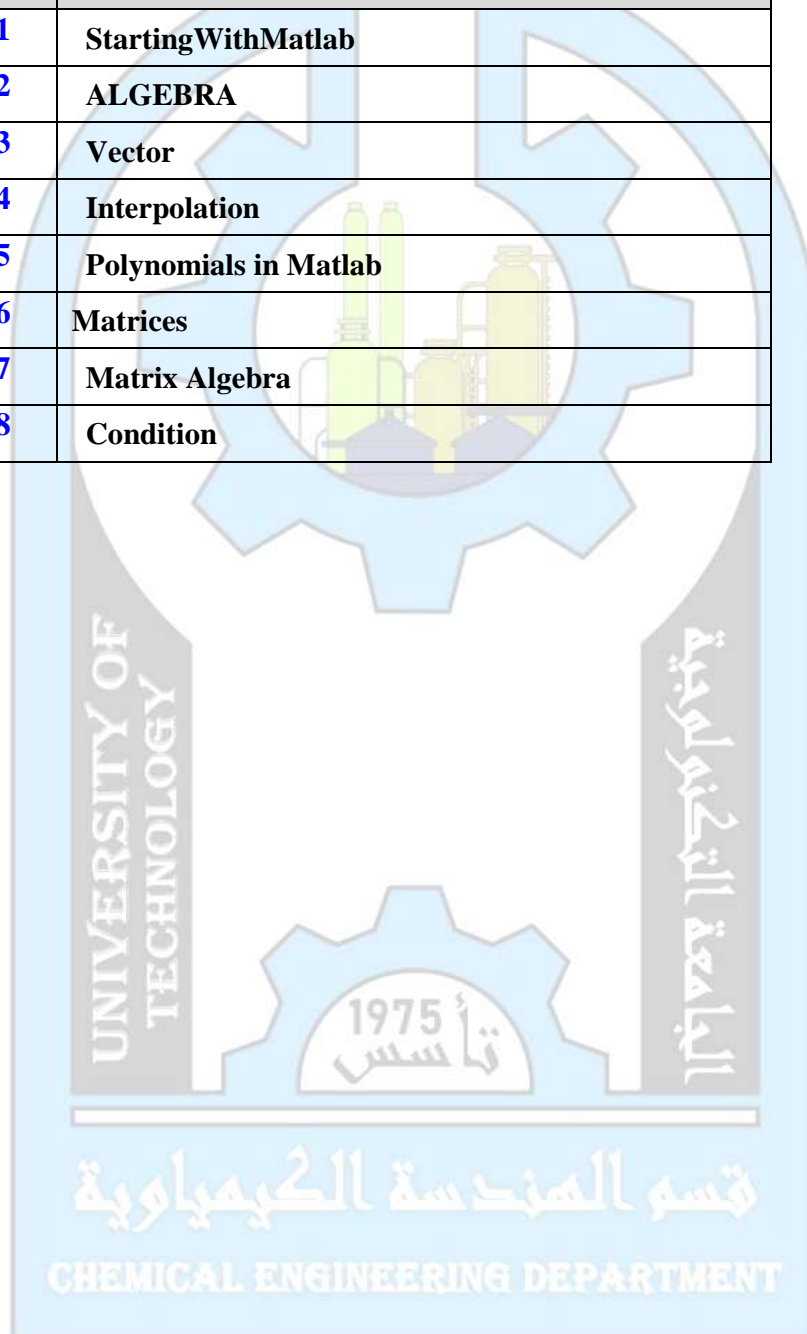 1 StartingWithMatlab
2 ALGEBRA
3 Vector
4 Interpolation
5 Polynomials in Matlab
6 Matrices
7 Matrix Algebra
8 Condition
UNIVERSITY OF
TECHNOLOGY
الجامعة التكنولوجية
1975
تأسس
قسم الهندسة الكيمياوية
CHEMICAL ENGINEERING DEPARTMENT